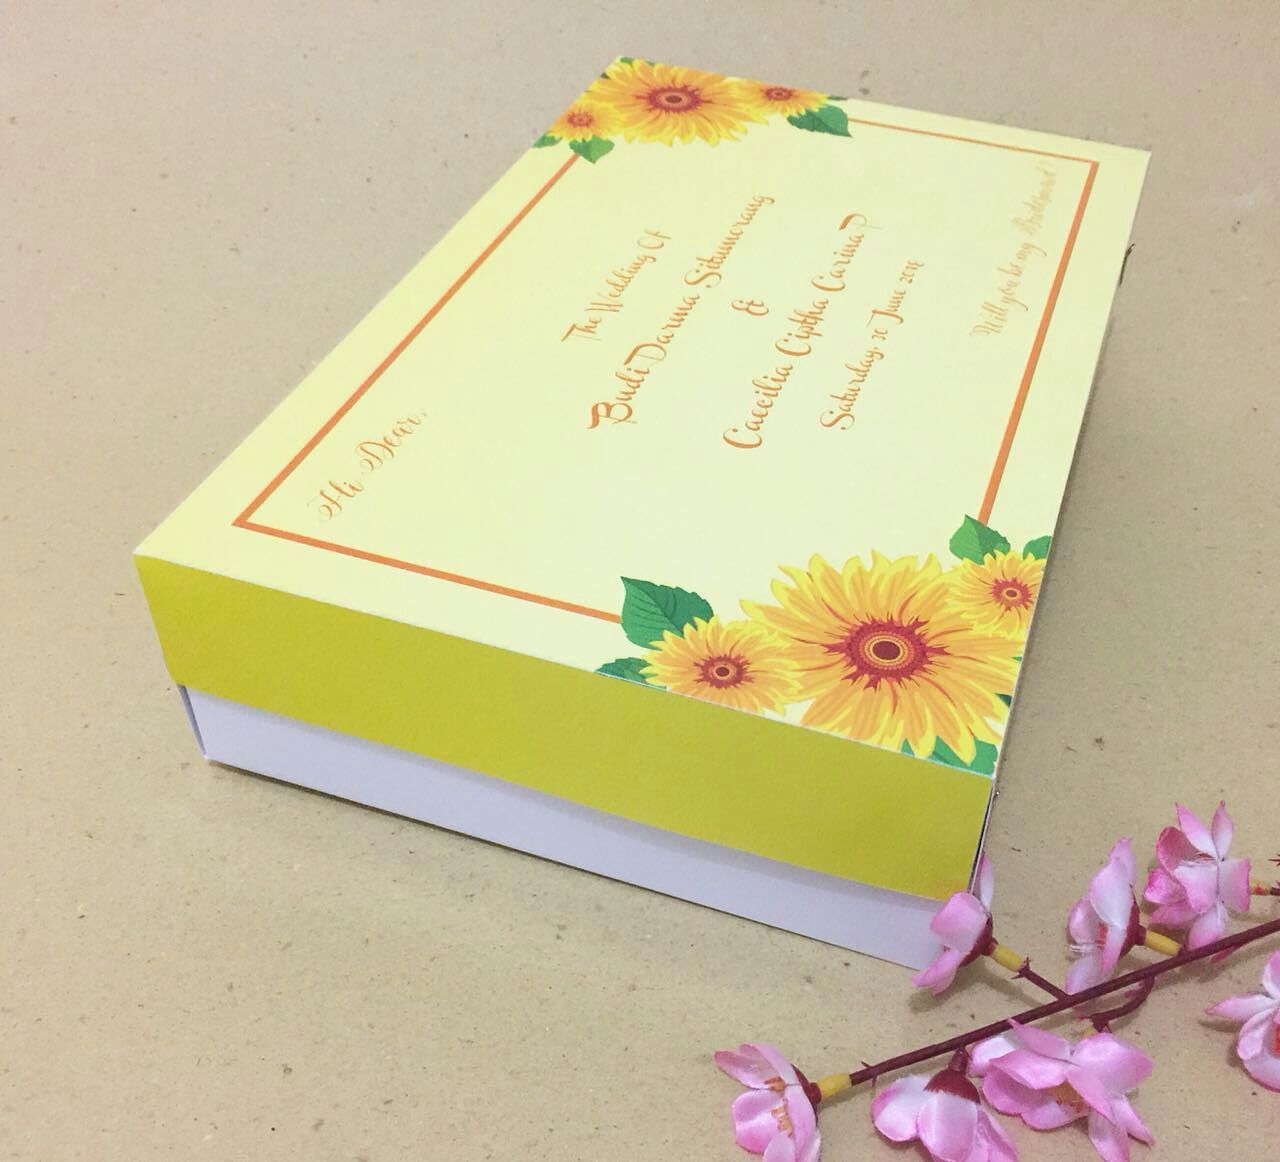 Hi Dear,
The Wedding Of
Budi Darma Situmorang
&
Caecilia Ciptha Carina P
Saturday, 30 June 2018
Will you be my Bridesmaid?